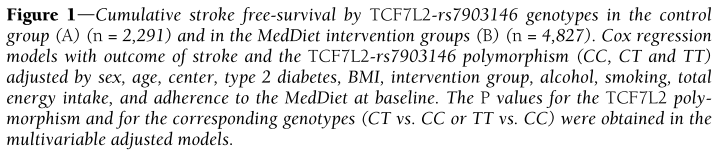 Figure 1—Cumulative stroke free-survival by TCF7L2-rs7903146 genotypes in the control
group (A) (n = 2,291) and in the MedDiet intervention groups (B) (n = 4,827). Cox regression
models with outcome of stroke and the TCF7L2-rs7903146 polymorphism (CC, CT and TT)
adjusted by sex, age, center, type 2 diabetes, BMI, intervention group, alcohol, smoking, total
energy intake, and adherence to the MedDiet at baseline. The P values for the TCF7L2 poly-
morphism and for the corresponding genotypes (CT vs. CC or TT vs. CC) were obtained in the
multivariable adjusted models.